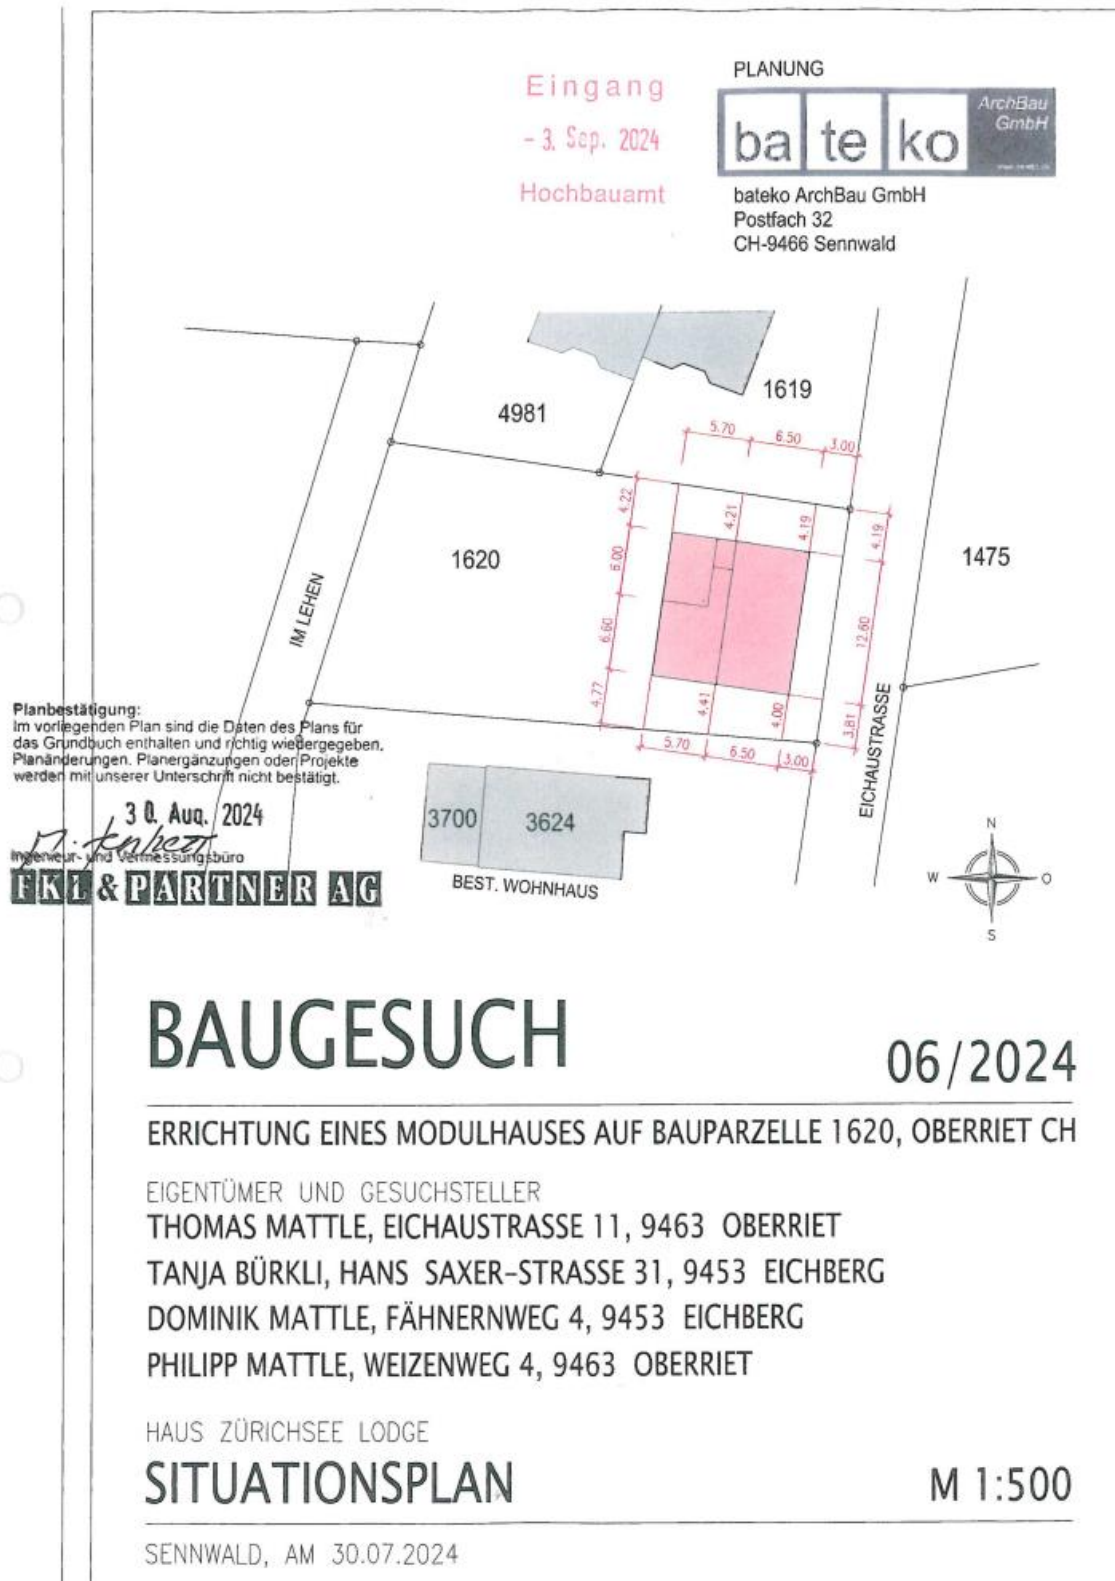 Eingang
- 3. Sep. 2024
Hochbauamt
PLANUNG
ba te ko
ArchBau
GmbH
bateko ArchBau GmbH
Postfach 32
CH-9466 Sennwald
1619
4981
5.70
6.50
3.00
4.22
4.21
4.19
4.19
1620
6.00
1475
IM LEHEN
6.60
12.60
4.77
4.41
4.00
3.81
EICHAUSTRASSE
5.70
6.50
3.00
Planbestätigung:
Im vorliegenden Plan sind die Daten des Plans für
das Grundbuch enthalten und richtig wiedergegeben.
Planänderungen. Planergänzungen oder Projekte
werden mit unserer Unterschrift nicht bestätigt.
3 0. Aug. 2024
Ingenieur- und Vermessungsbüro
FKL & PARTNER AG
3700
3624
BEST. WOHNHAUS
N
W
O
S
BAUGESUCH
06/2024
ERRICHTUNG EINES MODULHAUSES AUF BAUPARZELLE 1620, OBERRIET CH
EIGENTÜMER UND GESUCHSTELLER
THOMAS MATTLE, EICHAUSTRASSE 11, 9463 OBERRIET
TANJA BÜRKLI, HANS SAXER-STRASSE 31, 9453 EICHBERG
DOMINIK MATTLE, FÄHNERNWEG 4, 9453 EICHBERG
PHILIPP MATTLE, WEIZENWEG 4, 9463 OBERRIET
HAUS ZÜRICHSEE LODGE
SITUATIONSPLAN
M 1:500
SENNWALD, AM 30.07.2024